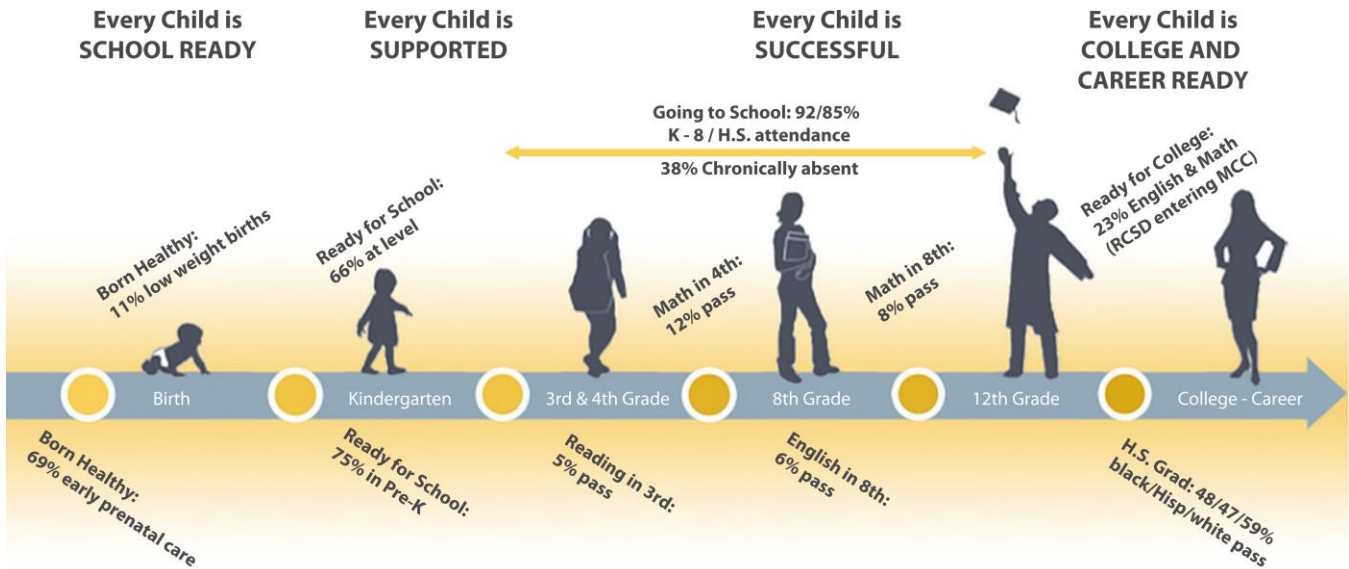 Every Child is
SCHOOL READY
Every Child is
SUPPORTED
Every Child is
SUCCESSFUL
Every Child is
COLLEGE AND
CAREER READY
Going to School: 92/85%
K - 8 / H.S. attendance
38% Chronically absent
Born Healthy:
11% low weight births
Ready for School:
66% at level
Math in 4th:
12% pass
Math in 8th:
8% pass
Ready for College:
23% English & Math
(RCSD entering MCC)
Birth
Kindergarten
3rd & 4th Grade
8th Grade
12th Grade
College - Career
Born Healthy:
69% early prenatal care
Ready for School:
75% in Pre-K
Reading in 3rd:
5% pass
English in 8th:
6% pass
H.S. Grad: 48/47/59%
black/Hisp/white pass